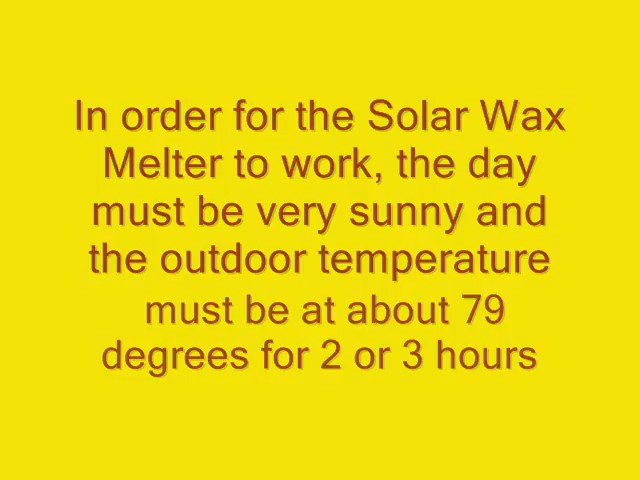 In order for the Solar Wax
Melter to work, the day
must be very sunny and
the outdoor temperature
must be at about 79
degrees for 2 or 3 hours